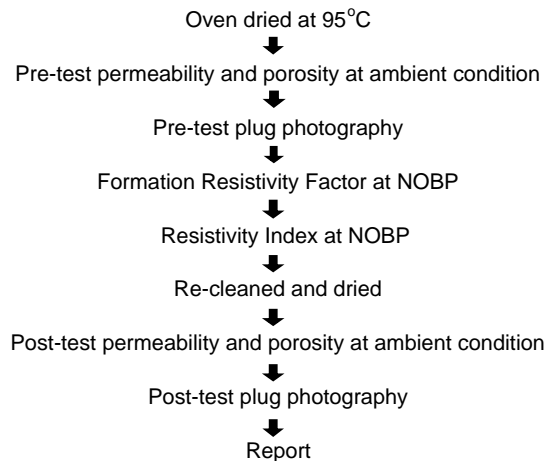 Oven dried at 95°C
Pre-test permeability and porosity at ambient condition
Pre-test plug photography
Formation Resistivity Factor at NOBP
Resistivity Index at NOBP
Re-cleaned and dried
Post-test permeability and porosity at ambient condition
Post-test plug photography
Report